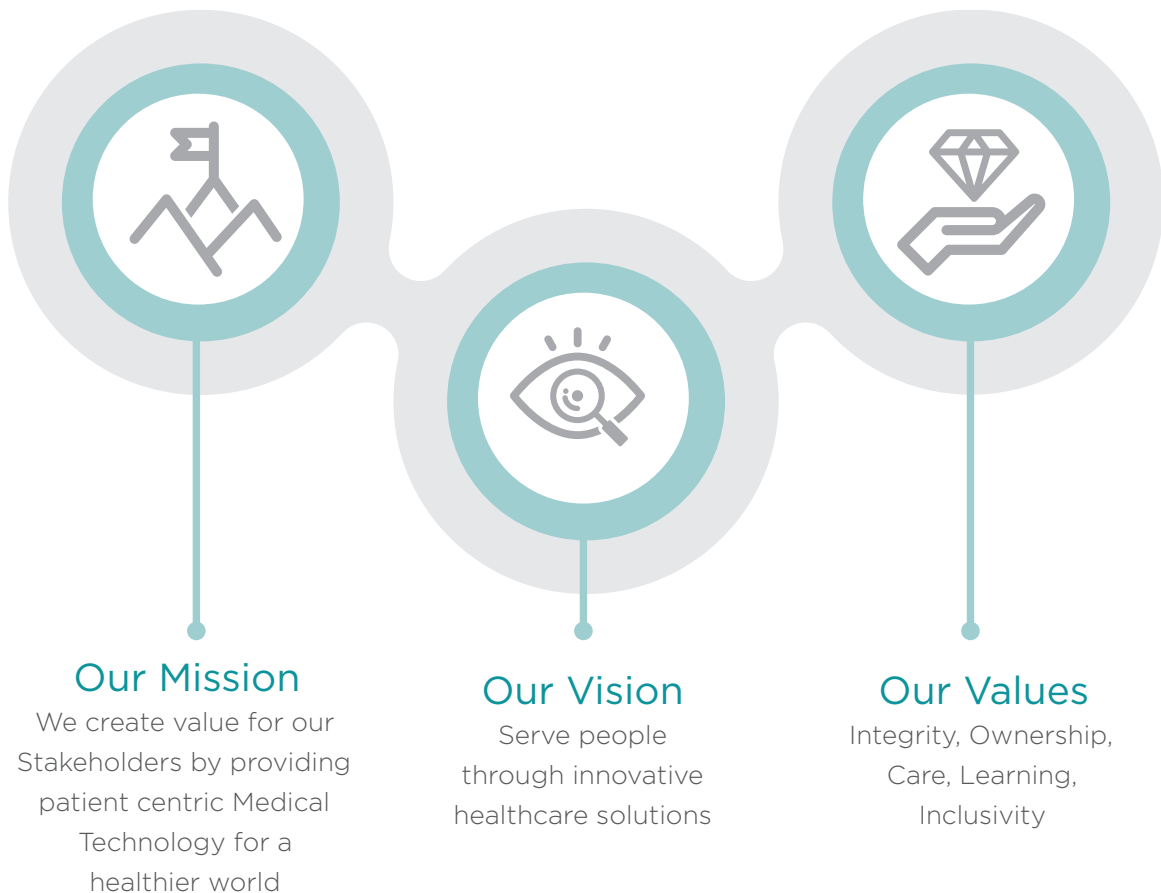 Our Mission
We create value for our
Stakeholders by providing
patient centric Medical
Technology for a
healthier world
Our Vision
Serve people
through innovative
healthcare solutions
Our Values
Integrity, Ownership,
Care, Learning,
Inclusivity